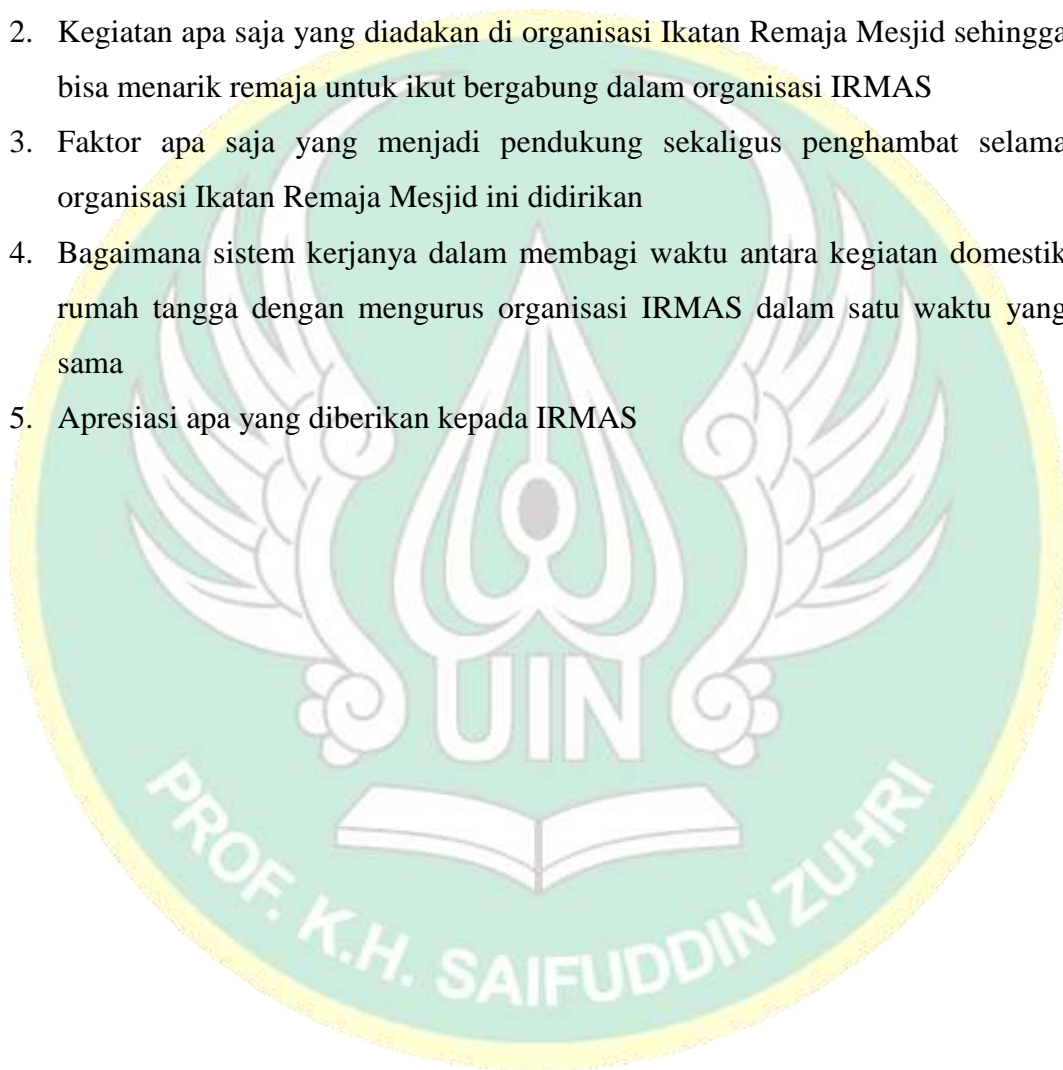 2. Kegiatan apa saja yang diadakan di organisasi Ikatan Remaja Mesjid sehingga
bisa menarik remaja untuk ikut bergabung dalam organisasi IRMAS
3. Faktor apa saja yang menjadi pendukung sekaligus penghambat selama
organisasi Ikatan Remaja Mesjid ini didirikan
4. Bagaimana sistem kerjanya dalam membagi waktu antara kegiatan domestik
rumah tangga dengan mengurus organisasi IRMAS dalam satu waktu yang
sama
5. Apresiasi apa yang diberikan kepada IRMAS
UIN
PROF. K.H. SAIFUDDIN ZUHRI